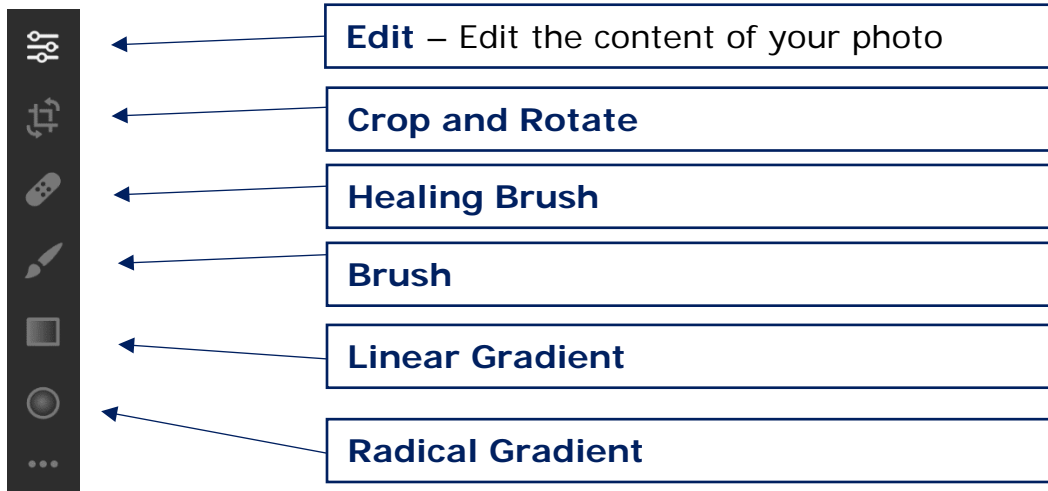 Edit – Edit the content of your photo
Crop and Rotate
Healing Brush
Brush
Linear Gradient
Radical Gradient